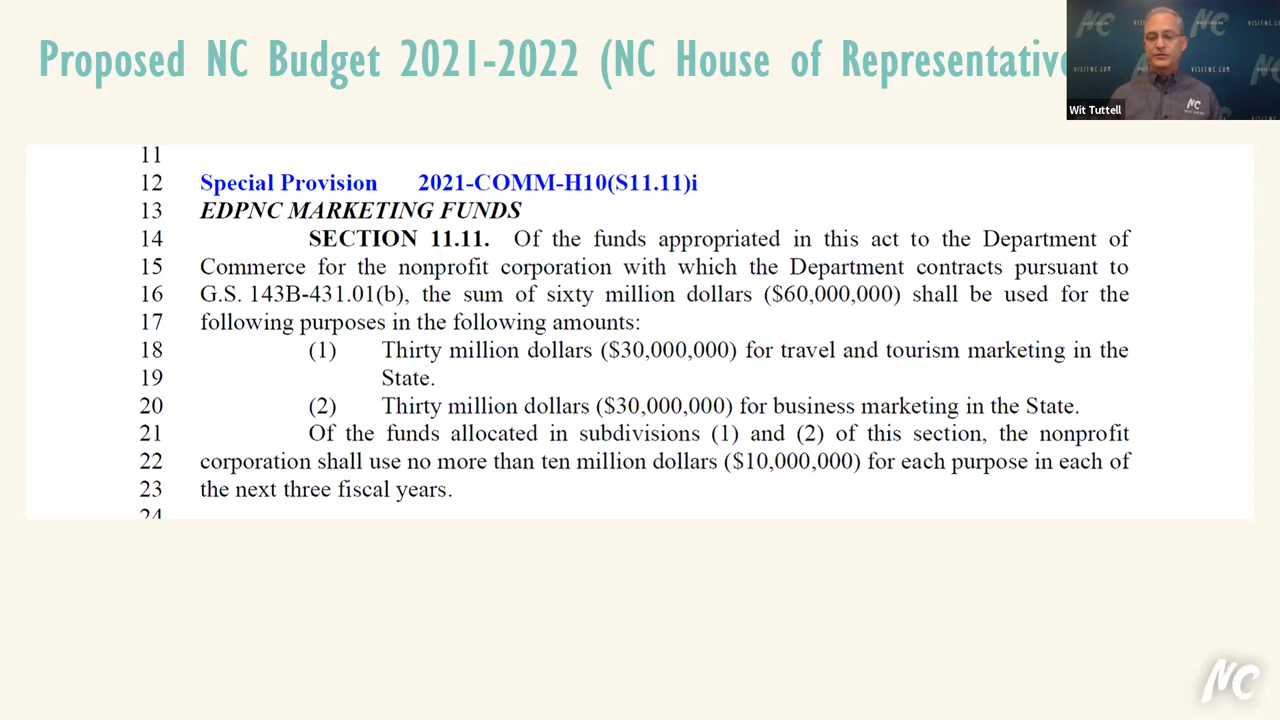 Proposed NC Budget 2021-2022 (NC House of Representative
NC
VISITNC.COM
VISITNC.COM
NC
Wit Tuttell
11
12 Special Provision 2021-COMM-H10(S11.11)i
13 EDPNC MARKETING FUNDS
14 SECTION 11.11. Of the funds appropriated in this act to the Department of
15 Commerce for the nonprofit corporation with which the Department contracts pursuant to
16 G.S. 143B-431.01(b), the sum of sixty million dollars ($60,000,000) shall be used for the
17 following purposes in the following amounts:
18 (1) Thirty million dollars ($30,000,000) for travel and tourism marketing in the
19 State.
20 (2) Thirty million dollars ($30,000,000) for business marketing in the State.
21 Of the funds allocated in subdivisions (1) and (2) of this section, the nonprofit
22 corporation shall use no more than ten million dollars ($10,000,000) for each purpose in each of
23 the next three fiscal years.
24
NC